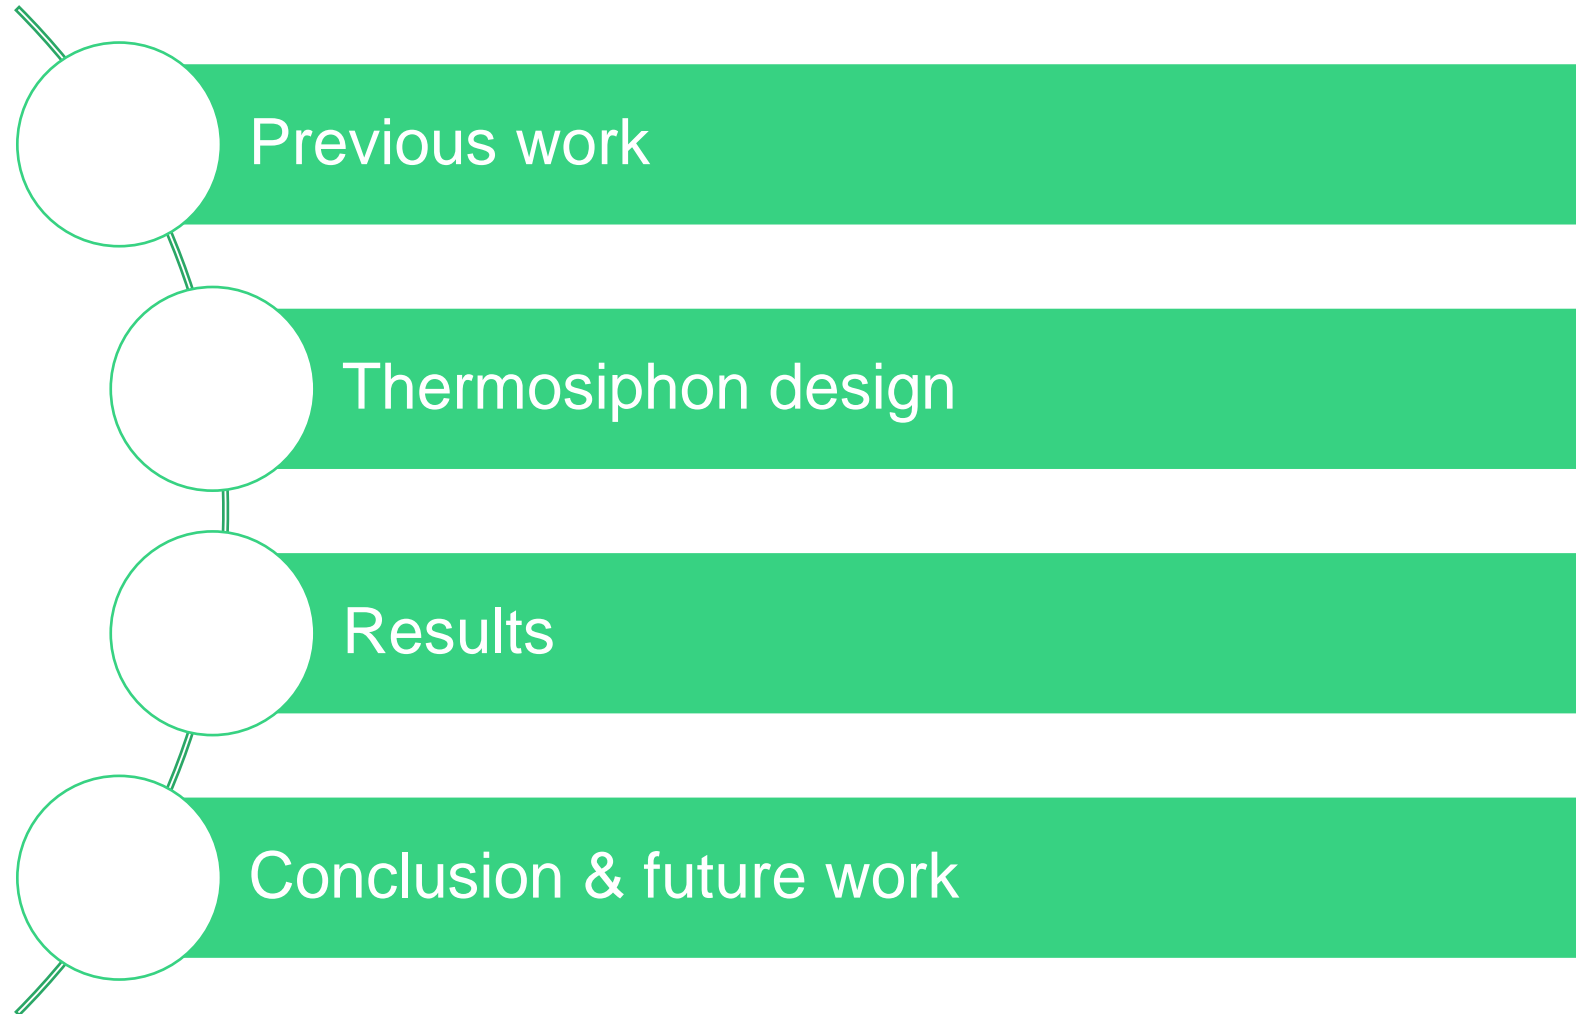 Previous work
Thermosiphon design
Results
Conclusion & future work